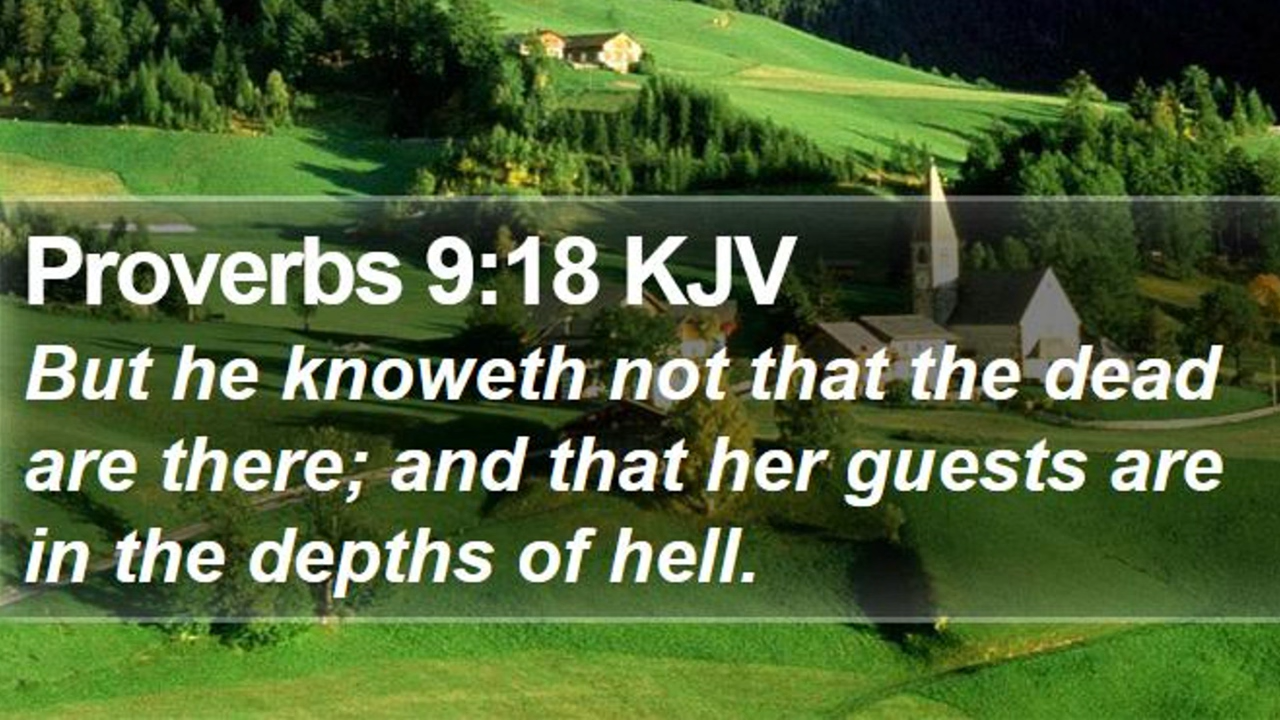 Proverbs 9:18 KJV
But he knoweth not that the dead
are there; and that her guests are
in the depths of hell.